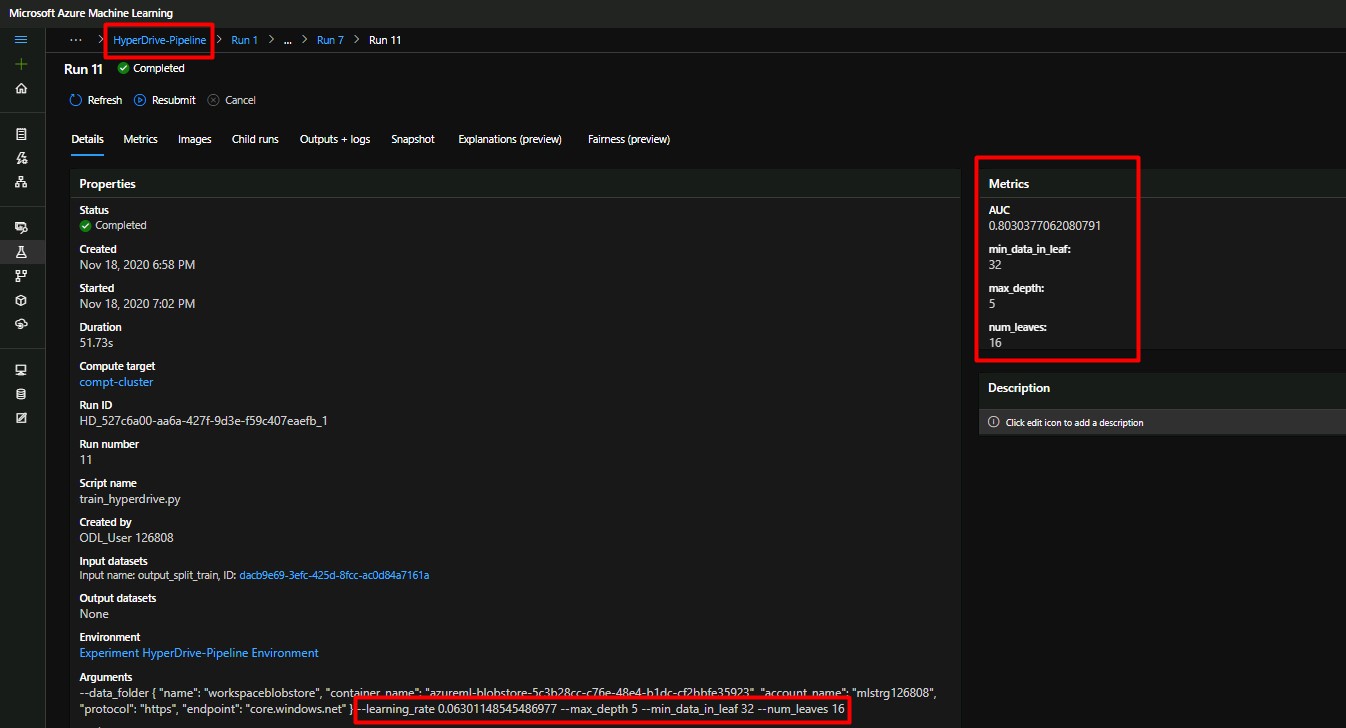 Microsoft Azure Machine Learning
··· > HyperDrive-Pipeline > Run 1 > ... > Run 7 > Run 11
Run 11 Completed
Refresh Resubmit Cancel
Details Metrics Images Child runs Outputs + logs Snapshot Explanations (preview) Fairness (preview)
Properties
Status
Completed
Created
Nov 18, 2020 6:58 PM
Started
Nov 18, 2020 7:02 PM
Duration
51.73s
Compute target
compt-cluster
Run ID
HD_527c6a00-aa6a-427f-9d3e-f59c407eaefb_1
Run number
11
Script name
train_hyperdrive.py
Created by
ODL_User 126808
Input datasets
Input name: output_split_train, ID: dacb9e69-3efc-425d-8fcc-ac0d84a7161a
Output datasets
None
Environment
Experiment HyperDrive-Pipeline Environment
Arguments
--data_folder { "name": "workspaceblobstore", "container_name": "azureml-blobstore-5c3b28cc-c76e-48e4-b1dc-cf2bbfe35923", "account_name": "mlstrg126808",
"protocol": "https", "endpoint": "core.windows.net" } --learning_rate 0.06301148545486977 --max_depth 5 --min_data_in_leaf 32 --num_leaves 16
Metrics
AUC
0.8030377062080791
min_data_in_leaf:
32
max_depth:
5
num_leaves:
16
Description
Click edit icon to add a description